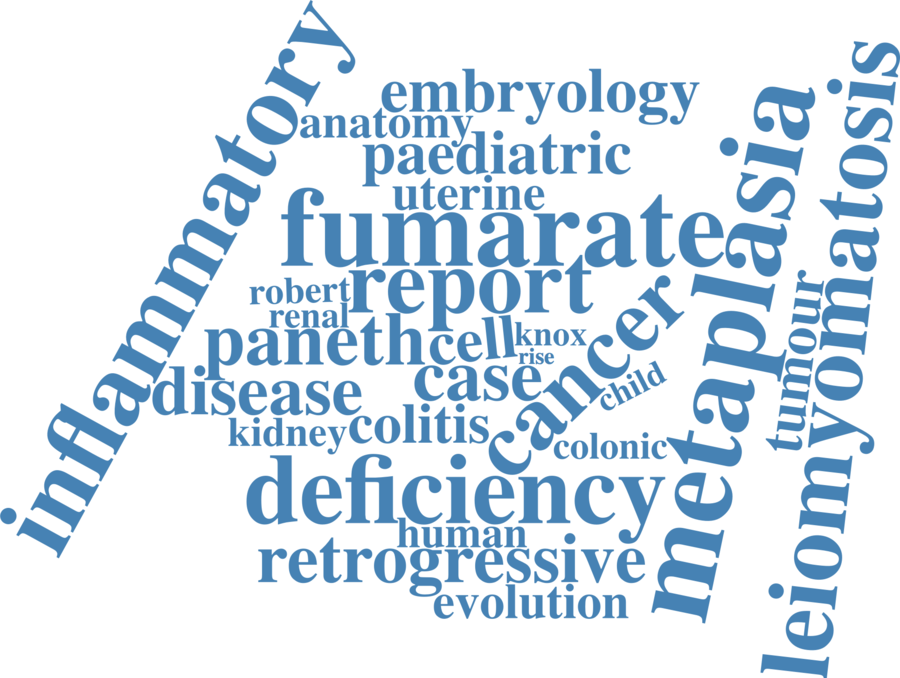 inflammatory
embryology
anatomy
paediatric
uterine
fumarate
robert
report
renal
paneth
cell
knox
rise
disease
case
cancer
child
kidney
colitis
colonic
deficiency
human
retrogressive
evolution
metaplasia
tumour
leiomyomatosis